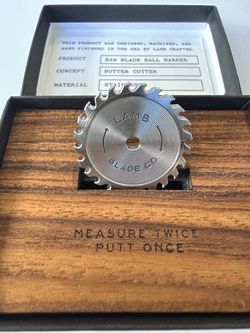 THIS PRODUCT WAS DESIGNED, MACHINED, AND
HAND FINISHED IN THE USA BY LAMB CRAFTED.
PRODUCT SAW BLADE BALL MARKER
CONCEPT BUTTER CUTTER
MATERIAL
LAMB
BLADE CO.
MEASURE TWICE
PUTT ONCE